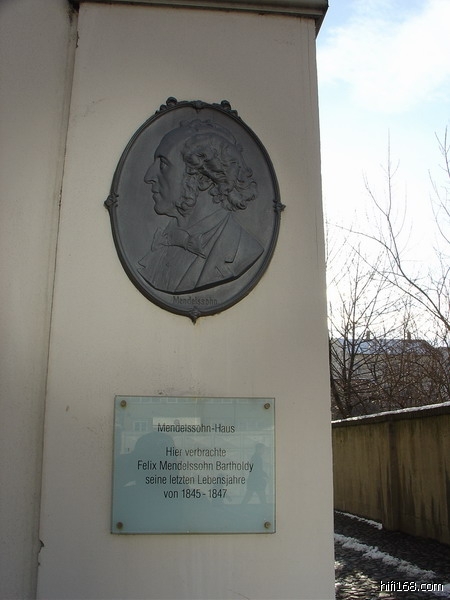 Mendelssohn
Mendelssohn-Haus
Hier verbrachte
Felix Mendelssohn Bartholdy
seine letzten Lebensjahre
von 1845-1847
hifi168.com